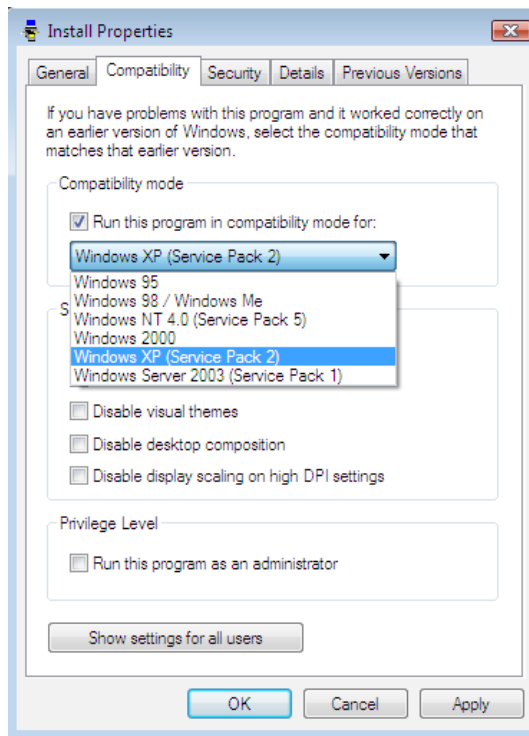 Install Properties
General Compatibility Security Details Previous Versions
If you have problems with this program and it worked correctly on
an earlier version of Windows, select the compatibility mode that
matches that earlier version.
Compatibility mode
Run this program in compatibility mode for:
Windows XP (Service Pack 2)
Windows 95
Windows 98 / Windows Me
S
Windows NT 4.0 (Service Pack 5)
Windows 2000
Windows XP (Service Pack 2)
Windows Server 2003 (Service Pack 1)
Disable visual themes
Disable desktop composition
Disable display scaling on high DPI settings
Privilege Level
Run this program as an administrator
Show settings for all users
OK Cancel Apply